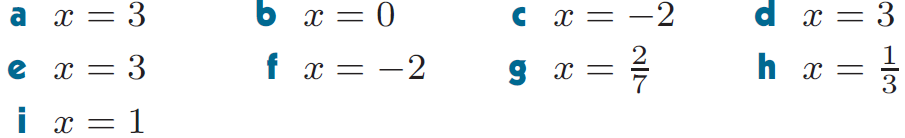 a x = 3 b x = 0 c x = −2 d x = 3
e x = 3 f x = −2 g x = 2/7 h x = 1/3
i x = 1